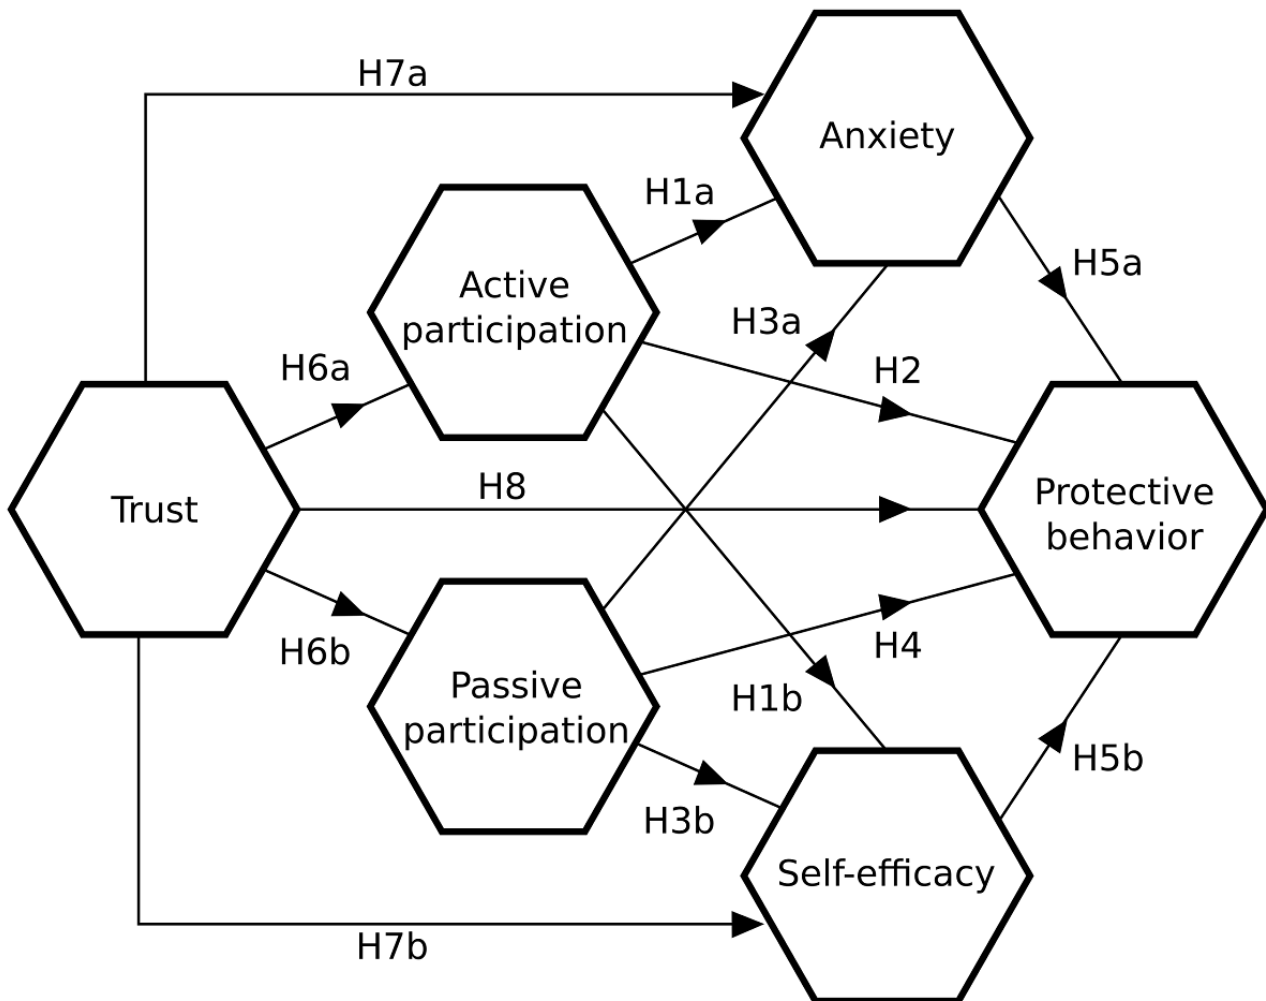 H7a
Anxiety
H1a
H5a
Active
participation
H3a
H6a
H2
H8
Trust
Protective
behavior
H6b
H4
Passive
participation
H1b
H5b
H3b
Self-efficacy
H7b